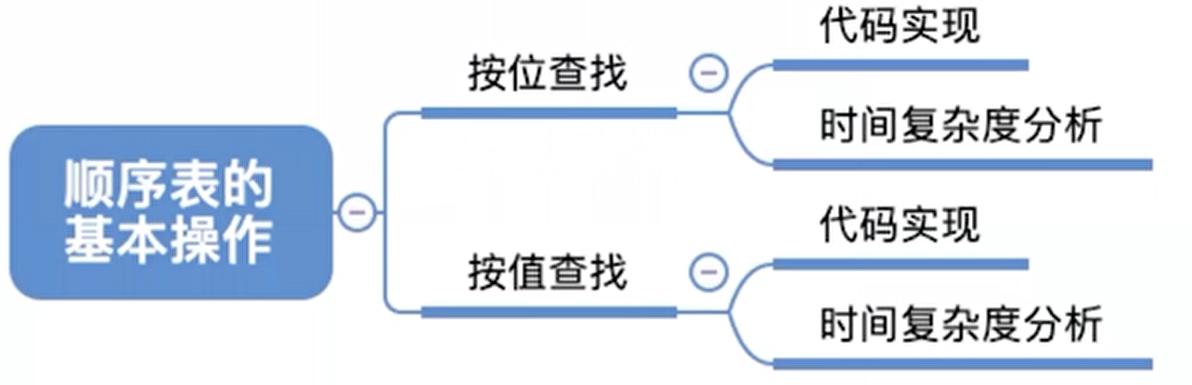 顺序表的
基本操作
按位查找
代码实现
时间复杂度分析
按值查找
代码实现
时间复杂度分析